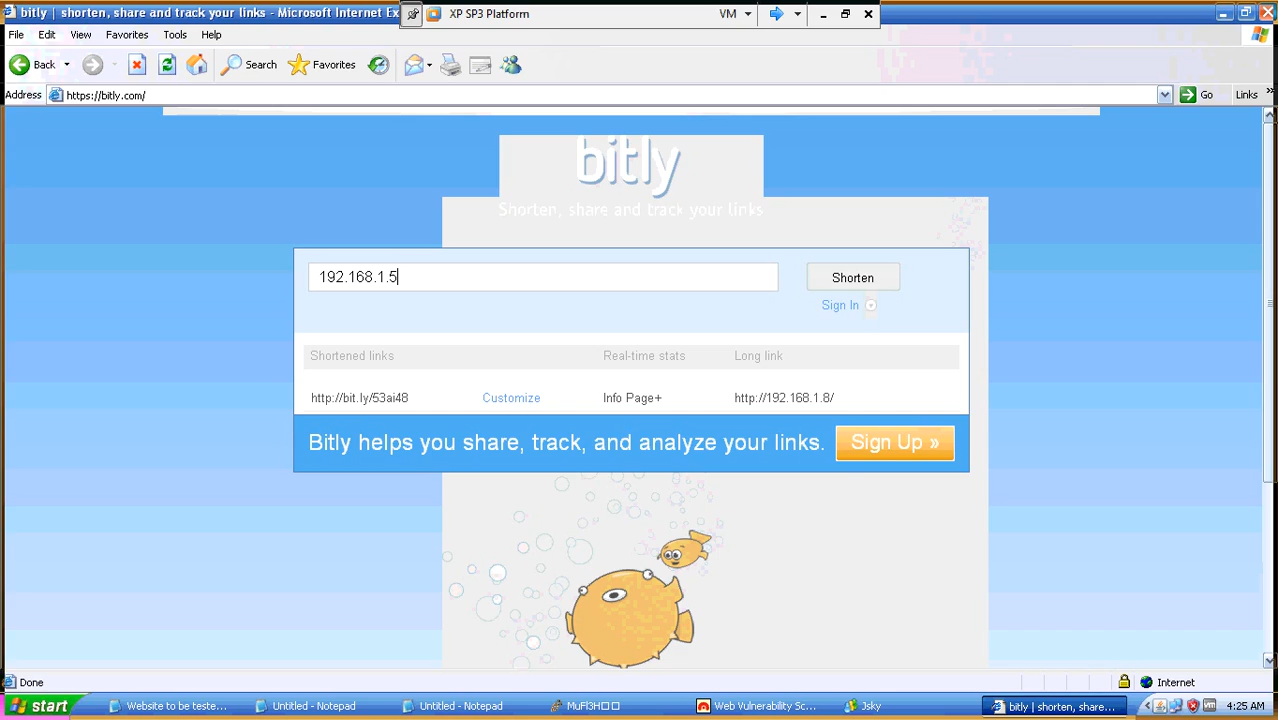 bitly | shorten, share and track your links - Microsoft Internet Ex
XP SP3 Platform
VM
File Edit View Favorites Tools Help
Back Search Favorites
Address https://bitly.com/ Go Links »
bitly
Shorten, share and track your links
192.168.1.5
Shorten
Sign In
Shortened links Real-time stats Long link
http://bit.ly/53ai48 Customize Info Page+ http://192.168.1.8/
Bitly helps you share, track, and analyze your links. Sign Up »
Done Internet
start Website to be teste... Untitled - Notepad Untitled - Notepad MuFl3H□□ Web Vulnerability Sc... Jsky bitly | shorten, share... 4:25 AM